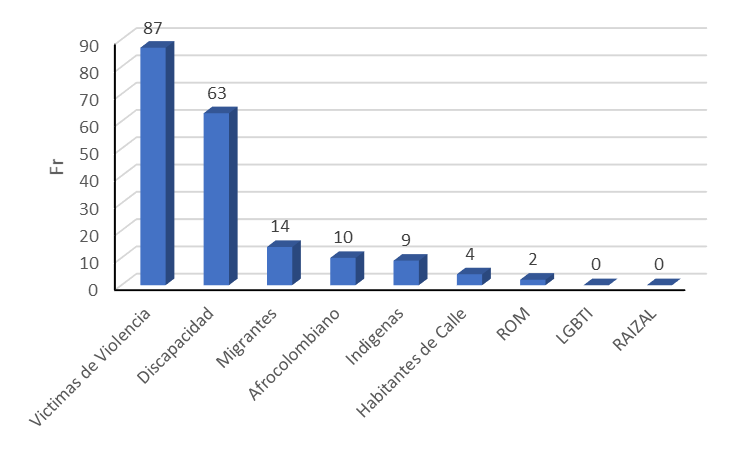 87
63
14
10
9
4
2
0
0
90
80
70
60
50
40
30
20
10
0
Fr
Victimas de Violencia
Discapacidad
Migrantes
Afrocolombiano
Indigenas
Habitantes de Calle
ROM
LGBTI
RAIZAL